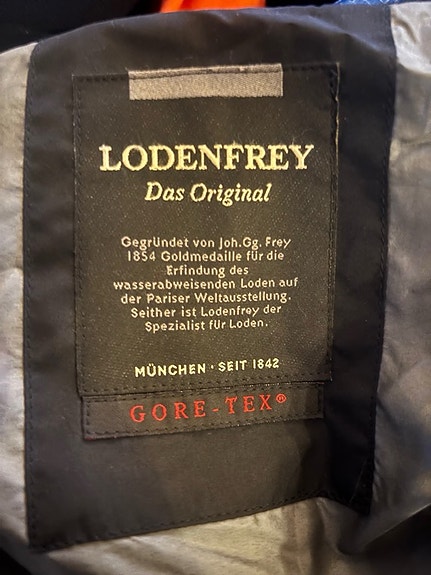 LODENFREY
Das Original
Gegründet von Joh.Gg. Frey
1854 Goldmedaille für die
Erfindung des
wasserabweisenden Loden auf
der Pariser Weltausstellung.
Seither ist Lodenfrey der
Spezialist für Loden.
MÜNCHEN · SEIT 1842
GORE-TEX®